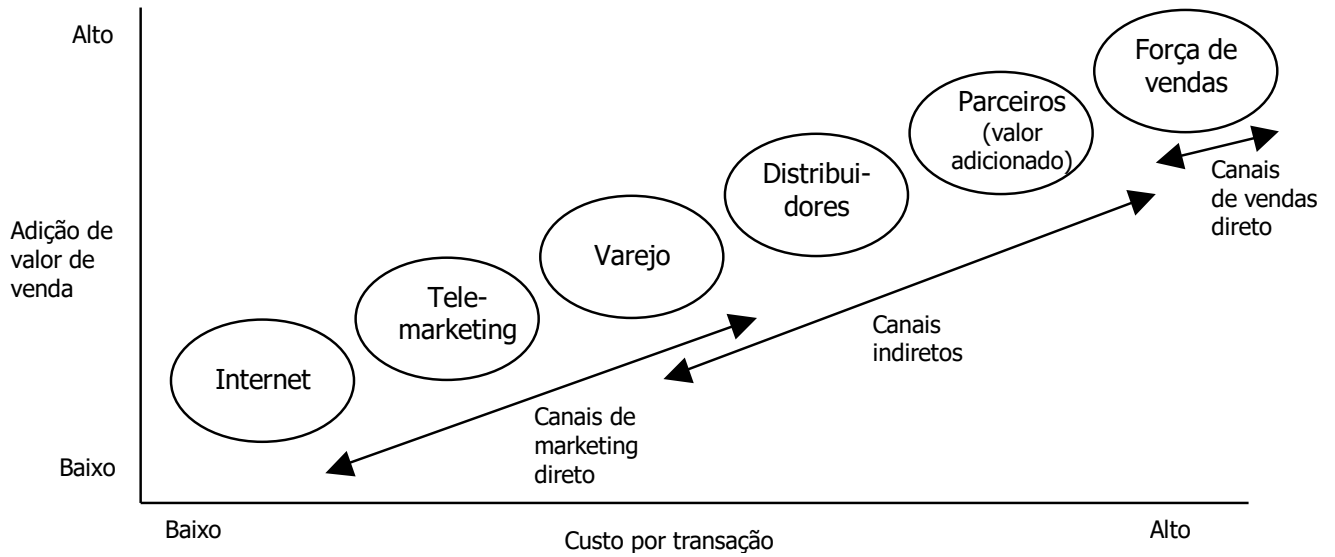 Alto
Força de
vendas
Parceiros
(valor
adicionado)
Distribui-
dores
Canais
de vendas
direto
Adição de
valor de
venda
Varejo
Tele-
marketing
Canais
indiretos
Internet
Canais de
marketing
direto
Baixo
Baixo
Custo por transação
Alto